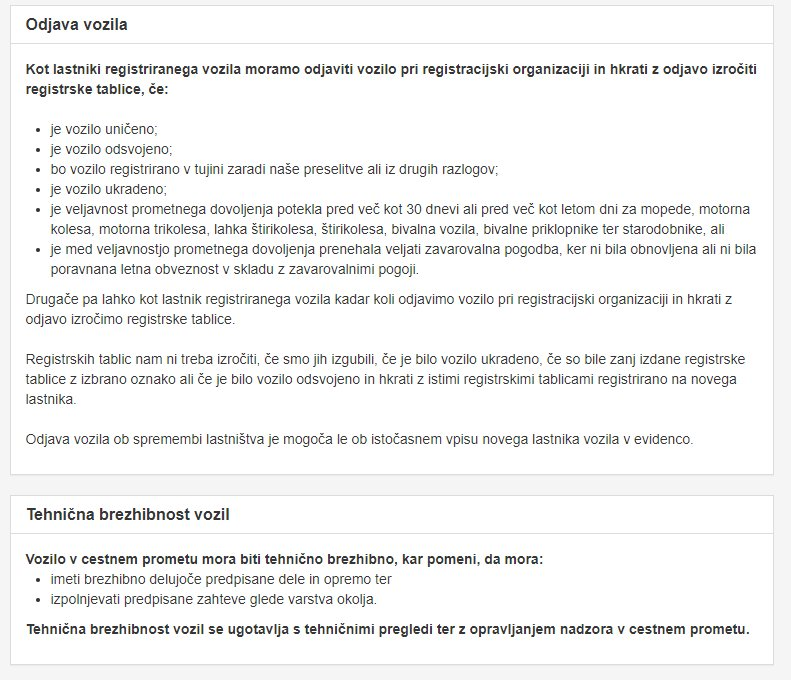 Odjava vozila
Kot lastniki registriranega vozila moramo odjaviti vozilo pri registracijski organizaciji in hkrati z odjavo izročiti
registrske tablice, če:
• je vozilo uničeno;
• je vozilo odsvojeno;
• bo vozilo registrirano v tujini zaradi naše preselitve ali iz drugih razlogov;
• je vozilo ukradeno;
• je veljavnost prometnega dovoljenja potekla pred več kot 30 dnevi ali pred več kot letom dni za mopede, motorna
kolesa, motorna trikolesa, lahka štirikolesa, štirikolesa, bivalna vozila, bivalne priklopnike ter starodobnike, ali
• je med veljavnostjo prometnega dovoljenja prenehala veljati zavarovalna pogodba, ker ni bila obnovljena ali ni bila
poravnana letna obveznost v skladu z zavarovalnimi pogoji.
Drugače pa lahko kot lastnik registriranega vozila kadar koli odjavimo vozilo pri registracijski organizaciji in hkrati z
odjavo izročimo registrske tablice.
Registrskih tablic nam ni treba izročiti, če smo jih izgubili, če je bilo vozilo ukradeno, če so bile zanj izdane registrske
tablice z izbrano oznako ali če je bilo vozilo odsvojeno in hkrati z istimi registrskimi tablicami registrirano na novega
lastnika.
Odjava vozila ob spremembi lastništva je mogoča le ob istočasnem vpisu novega lastnika vozila v evidenco.
Tehnična brezhibnost vozil
Vozilo v cestnem prometu mora biti tehnično brezhibno, kar pomeni, da mora:
• imeti brezhibno delujoče predpisane dele in opremo ter
• izpolnjevati predpisane zahteve glede varstva okolja.
Tehnična brezhibnost vozil se ugotavlja s tehničnimi pregledi ter z opravljanjem nadzora v cestnem prometu.